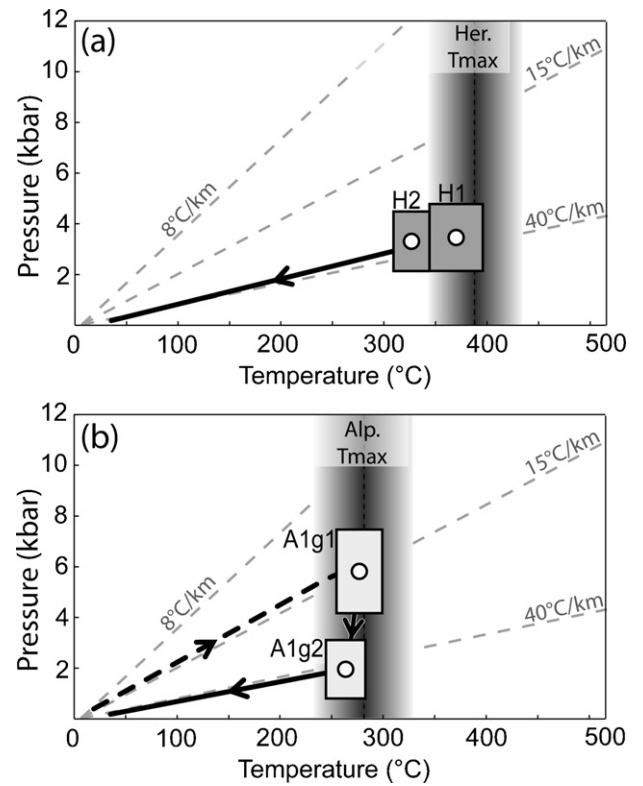 (a)
Her.
Tmax
12
10
8
6
4
2
Pressure (kbar)
8°C/km
15°C/km
40°C/km
H2
H1
0 100 200 300 400 500
Temperature (°C)
(b)
Alp.
Tmax
12
10
8
6
4
2
Pressure (kbar)
8°C/km
15°C/km
40°C/km
A1g1
A1g2
0 100 200 300 400 500
Temperature (°C)